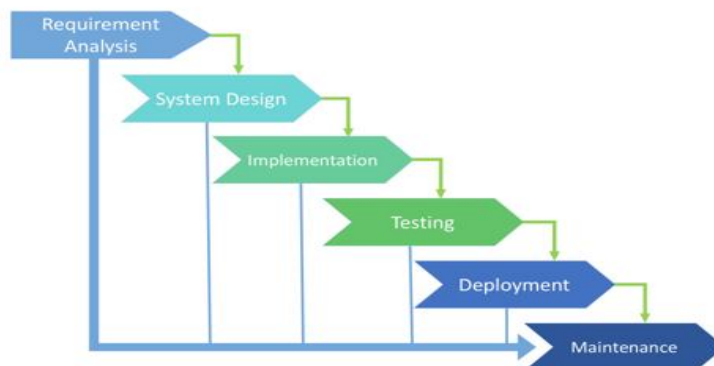 Requirement
Analysis
System Design
Implementation
Testing
Deployment
Maintenance